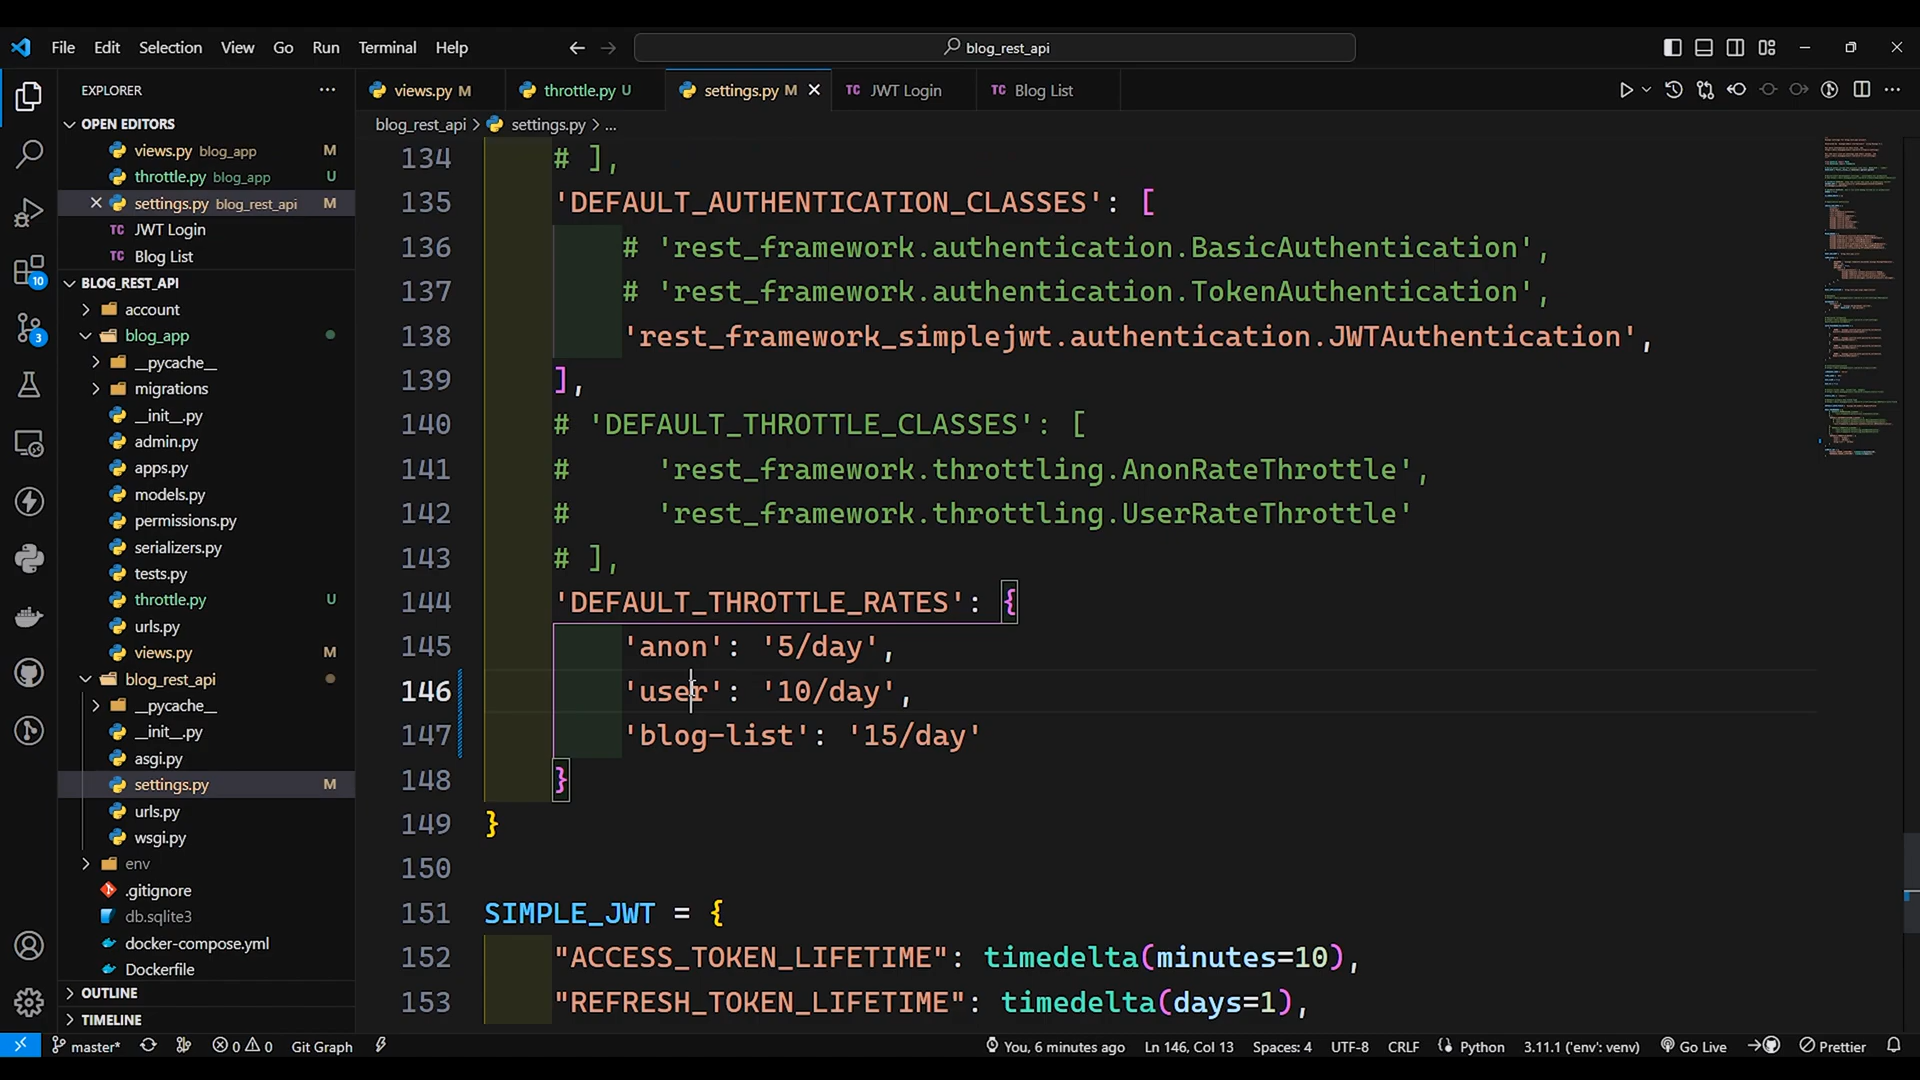 File Edit Selection View Go Run Terminal Help
blog_rest_api
EXPLORER
views.py M
throttle.py U
settings.py M
TC JWT Login
TC Blog List
OPEN EDITORS
views.py blog_app M
throttle.py blog_app U
settings.py blog_rest_api M
TC JWT Login
TC Blog List
BLOG_REST_API
account
blog_app
__pycache__
migrations
__init__.py
admin.py
apps.py
models.py
permissions.py
serializers.py
tests.py
throttle.py U
urls.py
views.py M
blog_rest_api
__pycache__
__init__.py
asgi.py
settings.py M
urls.py
wsgi.py
env
.gitignore
db.sqlite3
docker-compose.yml
Dockerfile
OUTLINE
TIMELINE
10
3
blog_rest_api > settings.py > ...
134 # ],
135 'DEFAULT_AUTHENTICATION_CLASSES': [
136 # 'rest_framework.authentication.BasicAuthentication',
137 # 'rest_framework.authentication.TokenAuthentication',
138 'rest_framework_simplejwt.authentication.JWTAuthentication',
139 ],
140 # 'DEFAULT_THROTTLE_CLASSES': [
141 # 'rest_framework.throttling.AnonRateThrottle',
142 # 'rest_framework.throttling.UserRateThrottle'
143 # ],
144 'DEFAULT_THROTTLE_RATES': {
145 'anon': '5/day',
146 'user': '10/day',
147 'blog-list': '15/day'
148 }
149 }
150
151 SIMPLE_JWT = {
152 "ACCESS_TOKEN_LIFETIME": timedelta(minutes=10),
153 "REFRESH_TOKEN_LIFETIME": timedelta(days=1),
master* 0 0 Git Graph You, 6 minutes ago Ln 146, Col 13 Spaces: 4 UTF-8 CRLF Python 3.11.1 ('env': venv) Go Live Prettier